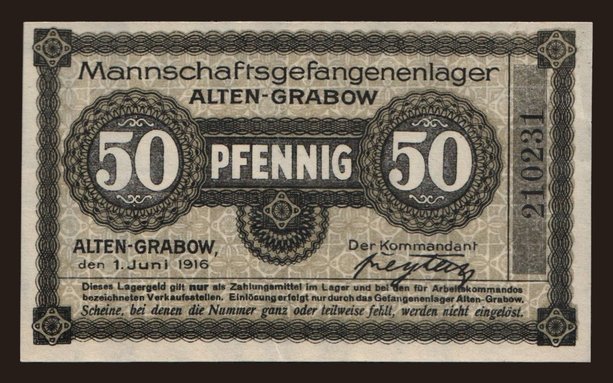 Mannschaftsgefangenenlager
ALTEN-GRABOW
50 PFENNIG 50
210231
ALTEN-GRABOW,
den 1. Juni 1916
Der Kommandant
Dieses Lagergeld gilt nur als Zahlungsmittel im Lager und bei den für Arbeitskommandos
bezeichneten Verkaufsstellen. Einlösung erfolgt nur durch das Gefangenenlager Alten-Grabow.
Scheine, bei denen die Nummer ganz oder teilweise fehlt, werden nicht eingelöst.